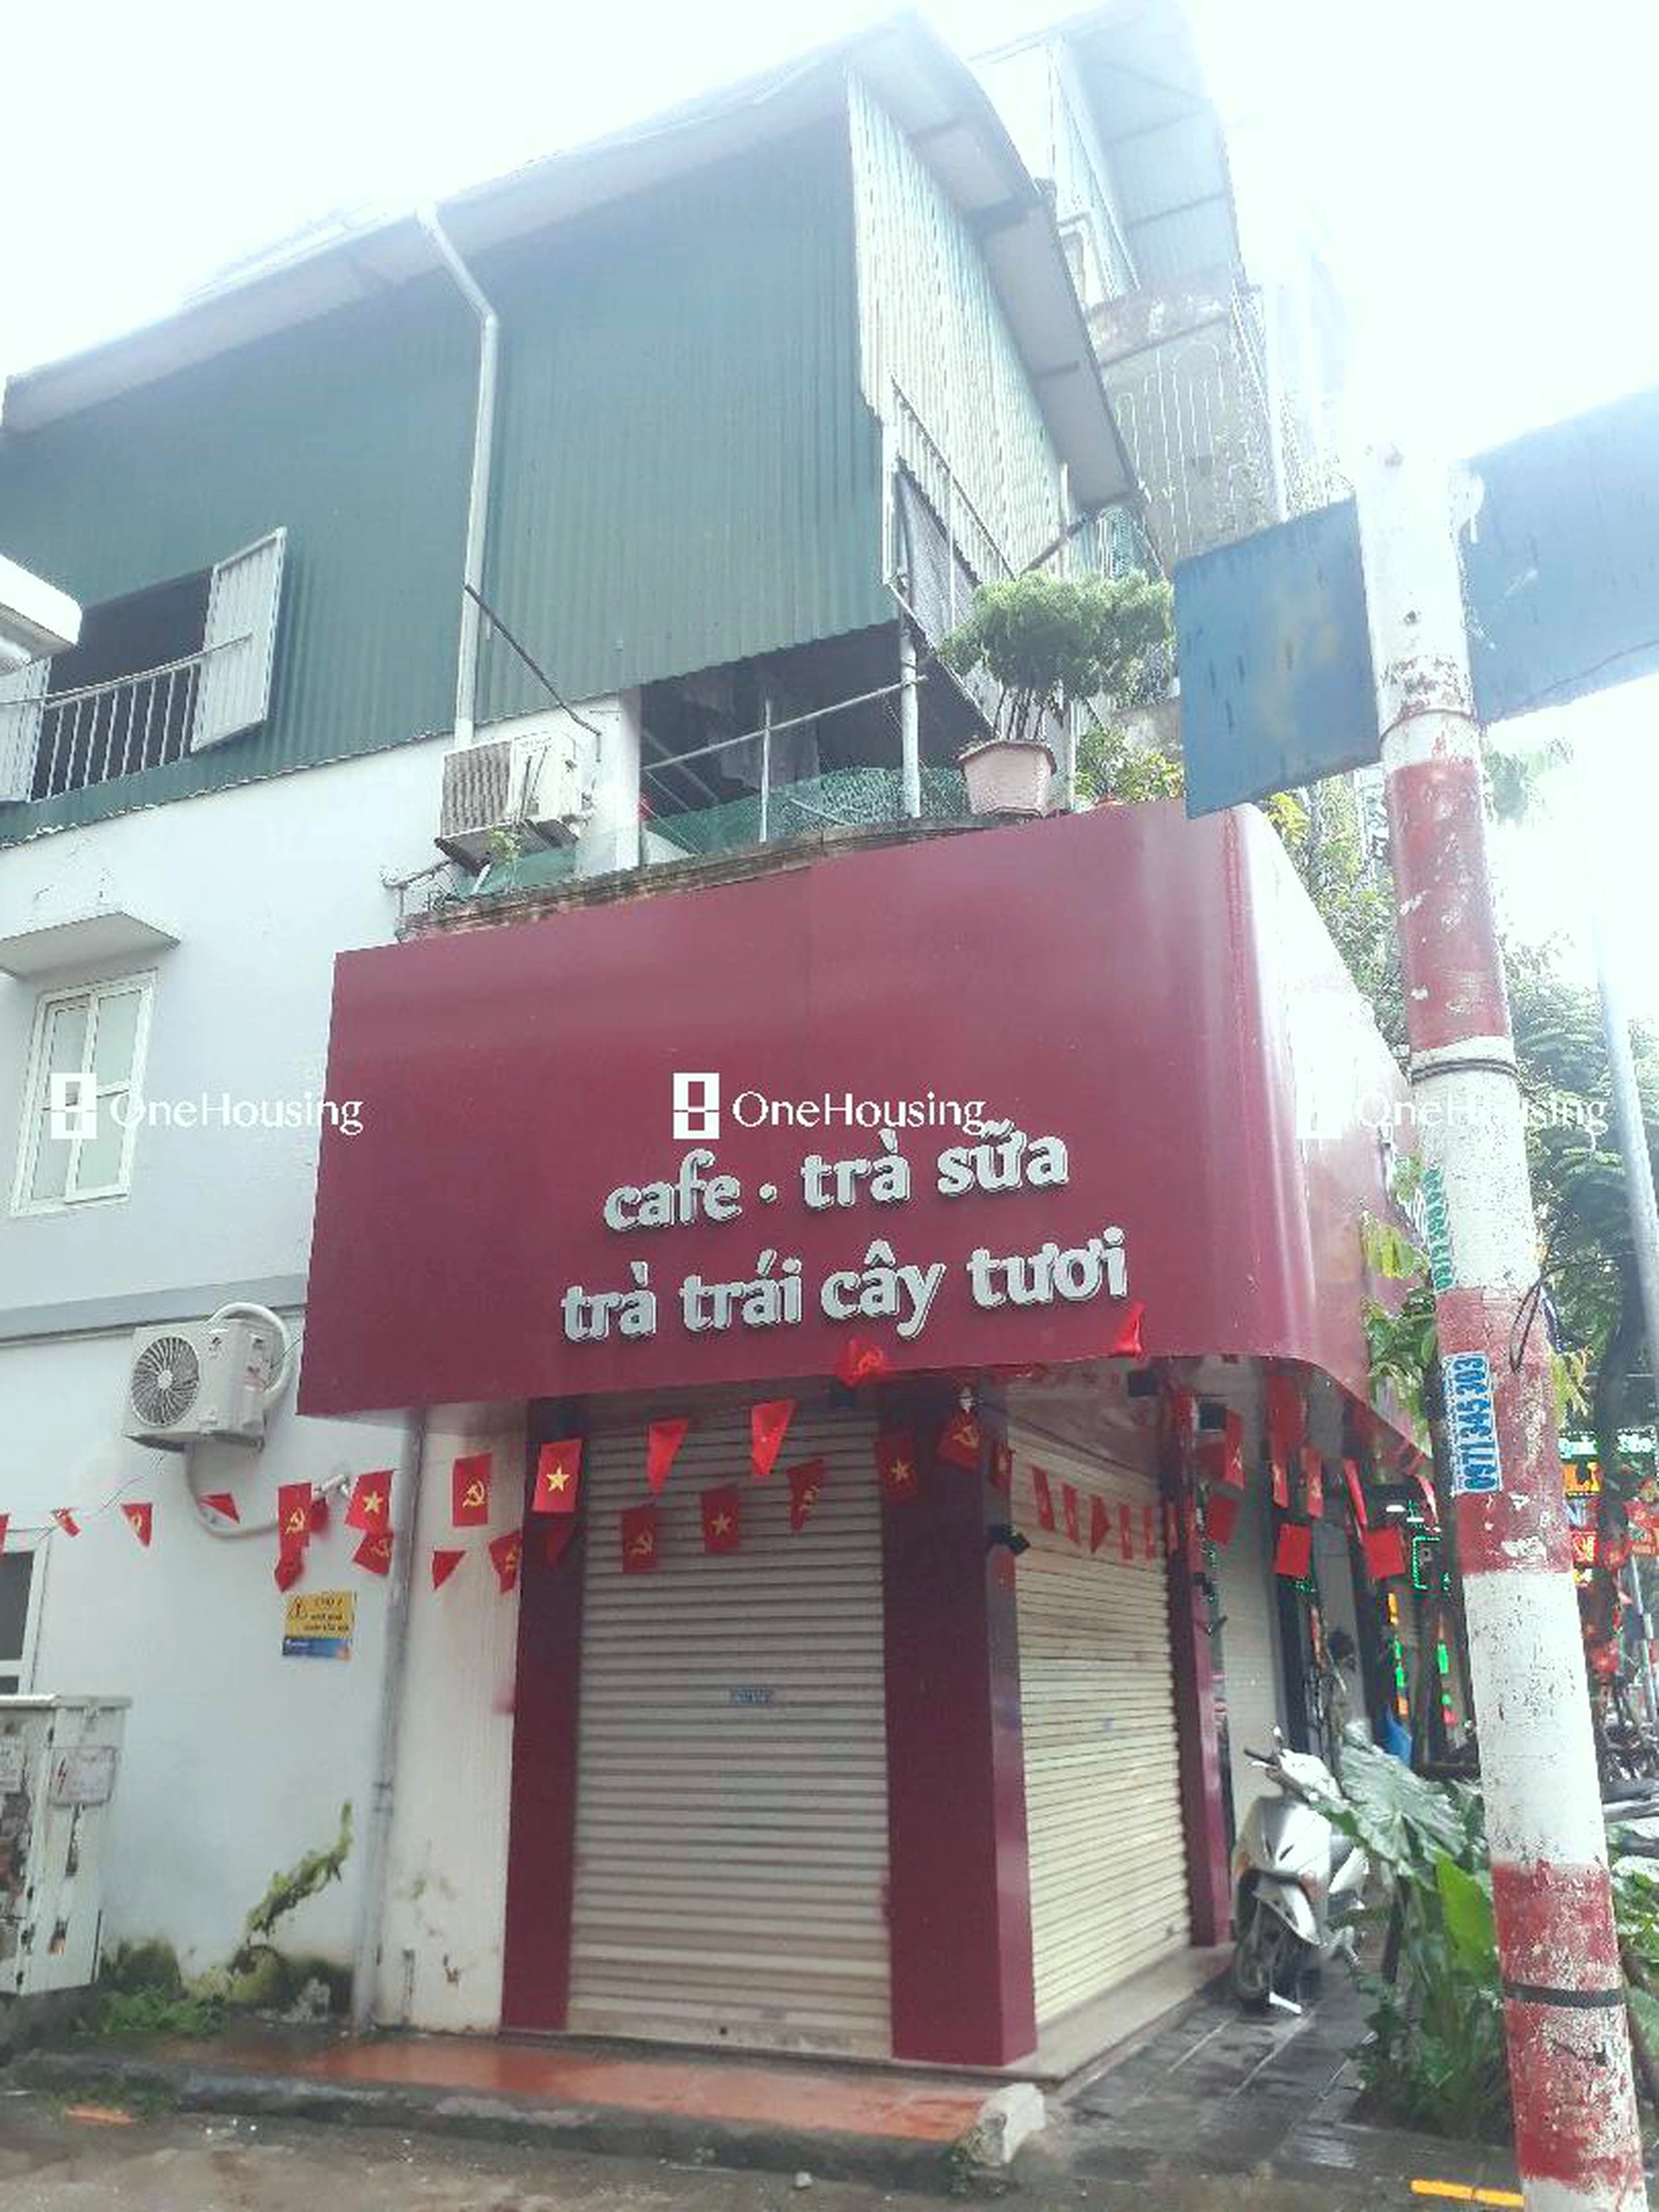 OneHousing OneHousing OneHousing
cafe · trà sữa
trà trái cây tươi
0971345303